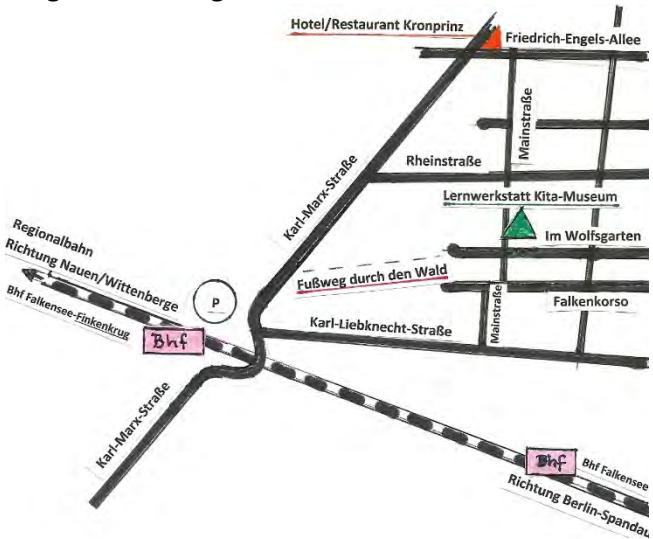 Hotel/Restaurant Kronprinz
Friedrich-Engels-Allee
Mainstraße
Rheinstraße
Karl-Marx-Straße
Lernwerkstatt Kita-Museum
Im Wolfsgarten
Regionalbahn
Richtung Nauen/Wittenberge
Fußweg durch den Wald
P
Falkenkorso
Mainstraße
Bhf Falkensee-Finkenkrug
Bhf
Karl-Liebknecht-Straße
Karl-Marx-Straße
Bhf
Bhf Falkensee
Richtung Berlin-Spandau